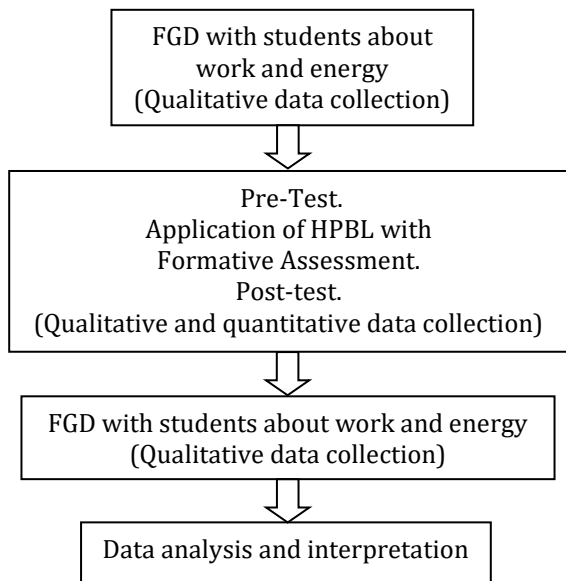 FGD with students about
work and energy
(Qualitative data collection)
Pre-Test.
Application of HPBL with
Formative Assessment.
Post-test.
(Qualitative and quantitative data collection)
FGD with students about work and energy
(Qualitative data collection)
Data analysis and interpretation